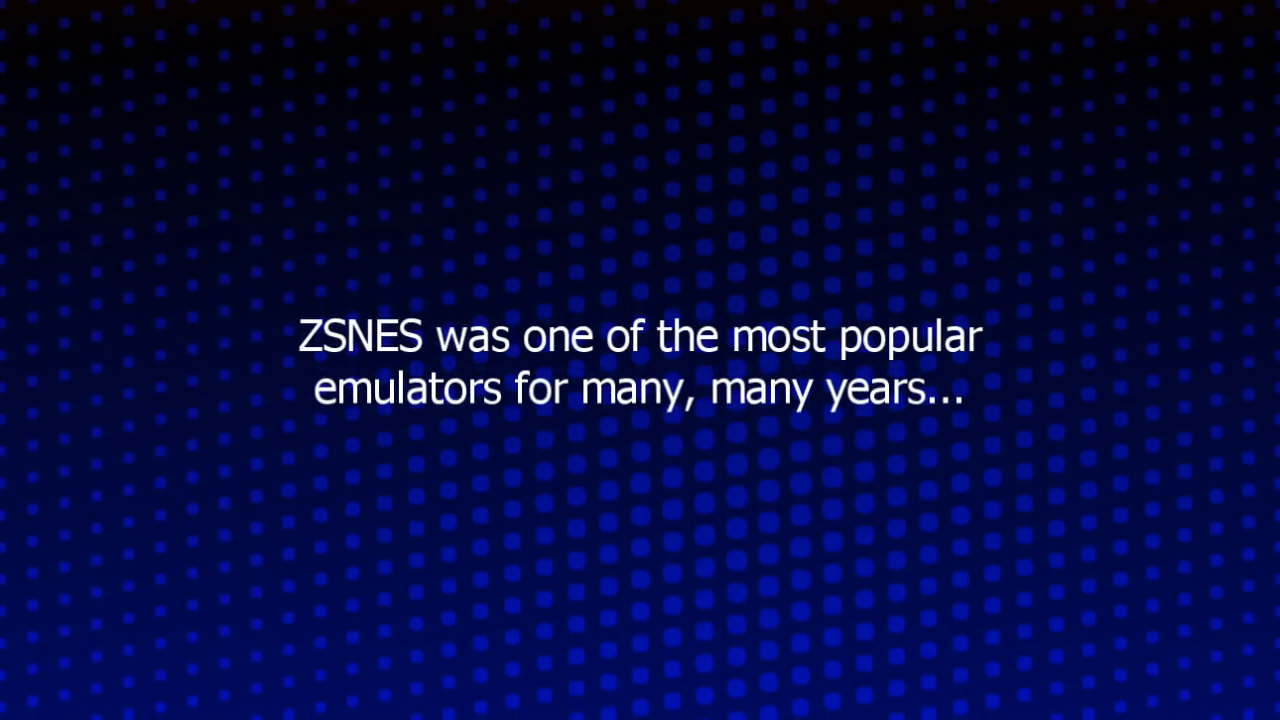 ZSNES was one of the most popular
emulators for many, many years...